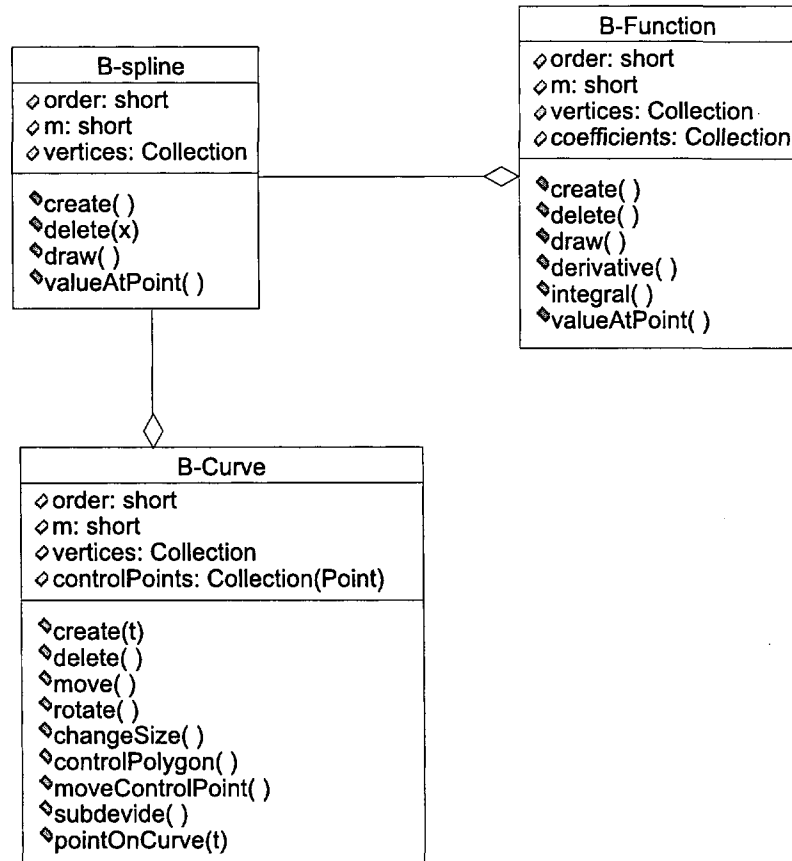 B-spline
order: short
m: short
vertices: Collection
create( )
delete(x)
draw( )
valueAtPoint( )
B-Function
order: short
m: short
vertices: Collection
coefficients: Collection
create( )
delete( )
draw( )
derivative( )
integral( )
valueAtPoint( )
B-Curve
order: short
m: short
vertices: Collection
controlPoints: Collection(Point)
create(t)
delete( )
move( )
rotate( )
changeSize( )
controlPolygon( )
moveControlPoint( )
subdevide( )
pointOnCurve(t)